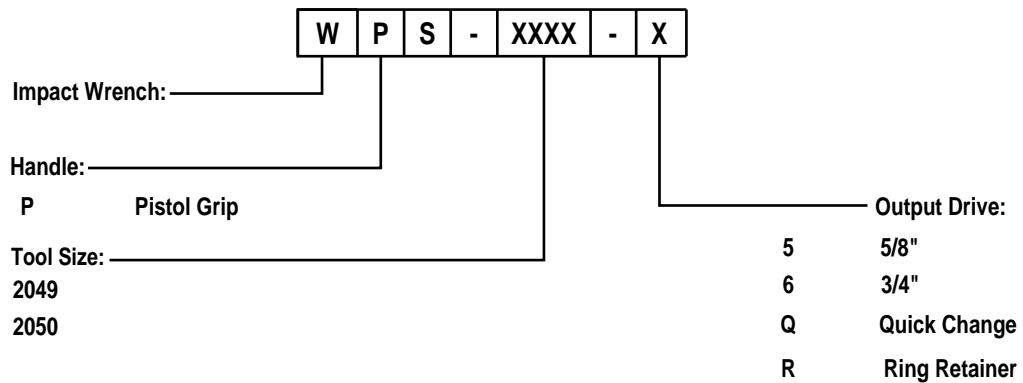 W P S - XXXX - X
Impact Wrench:
Handle:
P Pistol Grip
Tool Size:
2049
2050
Output Drive:
5 5/8"
6 3/4"
Q Quick Change
R Ring Retainer